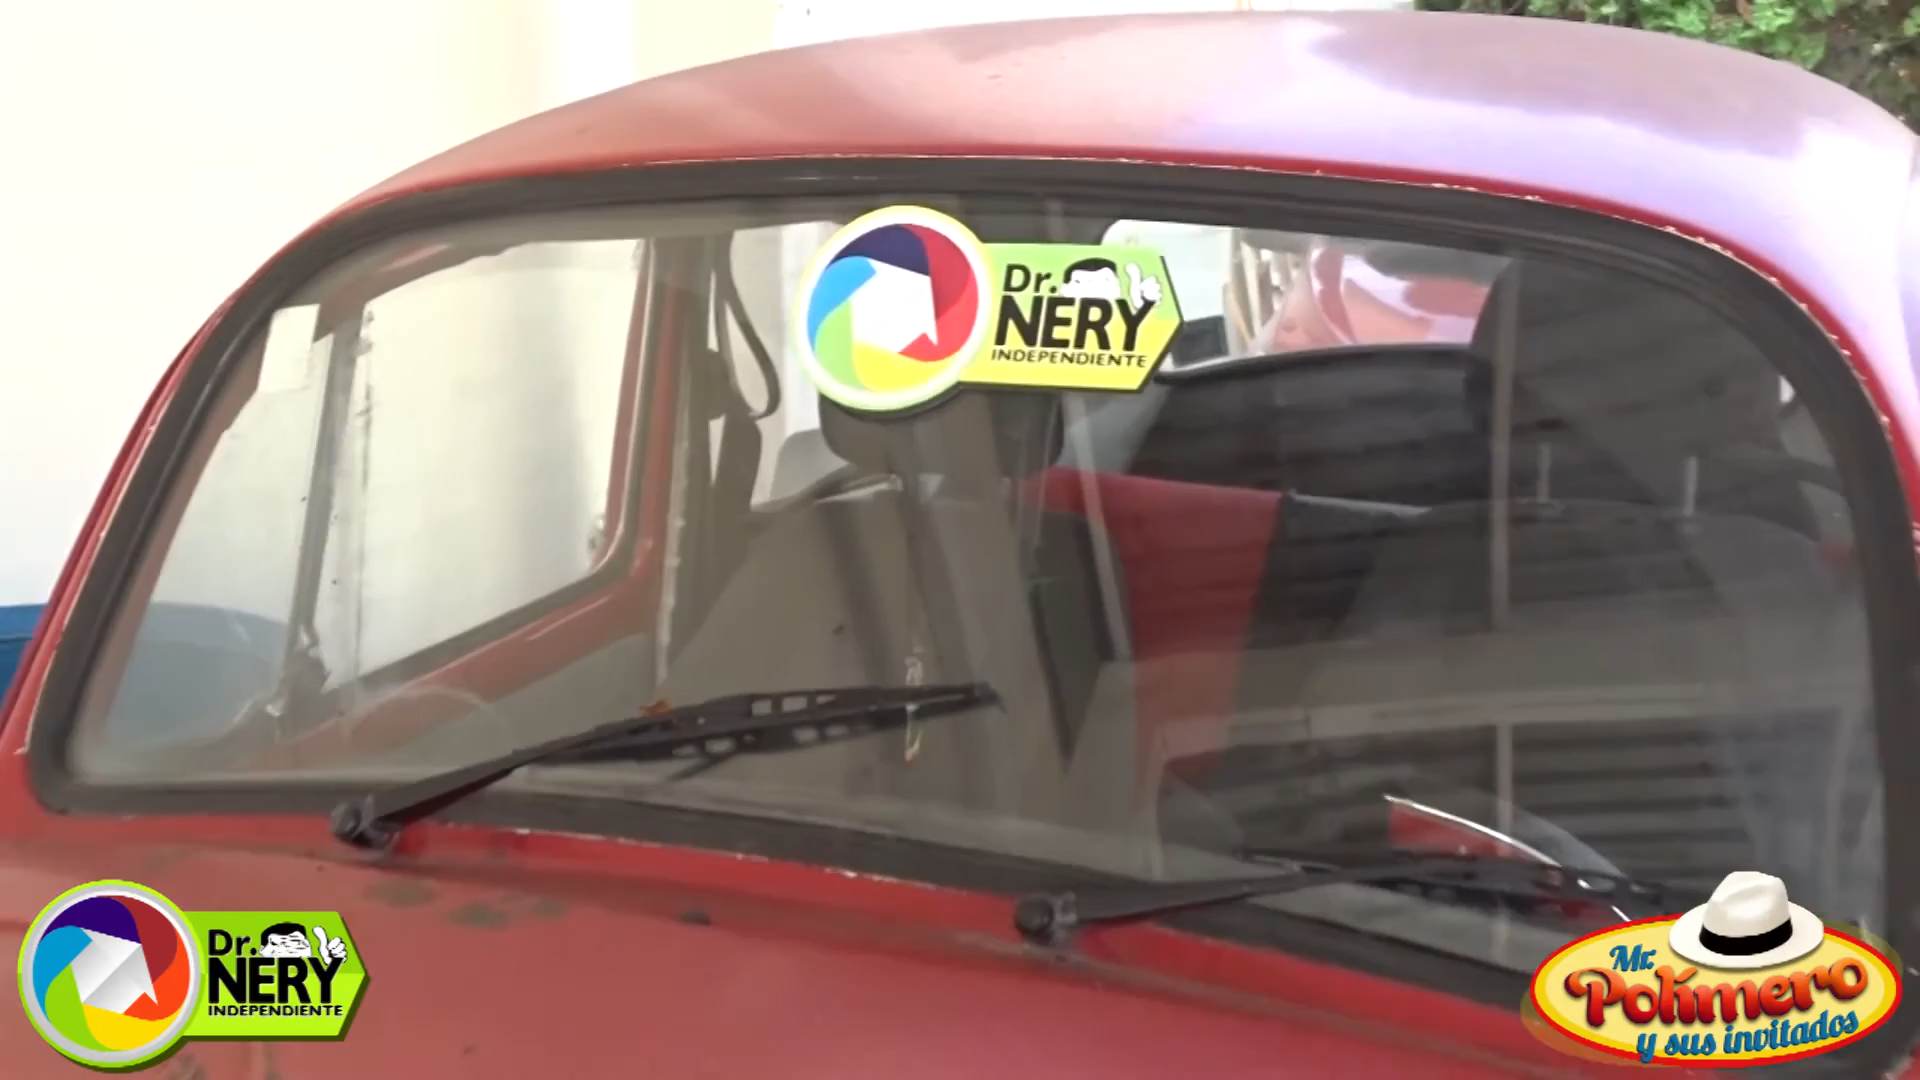 Dr.
NERY
INDEPENDIENTE
Dr.
NERY
INDEPENDIENTE
Mr.
Polímero
y sus invitados